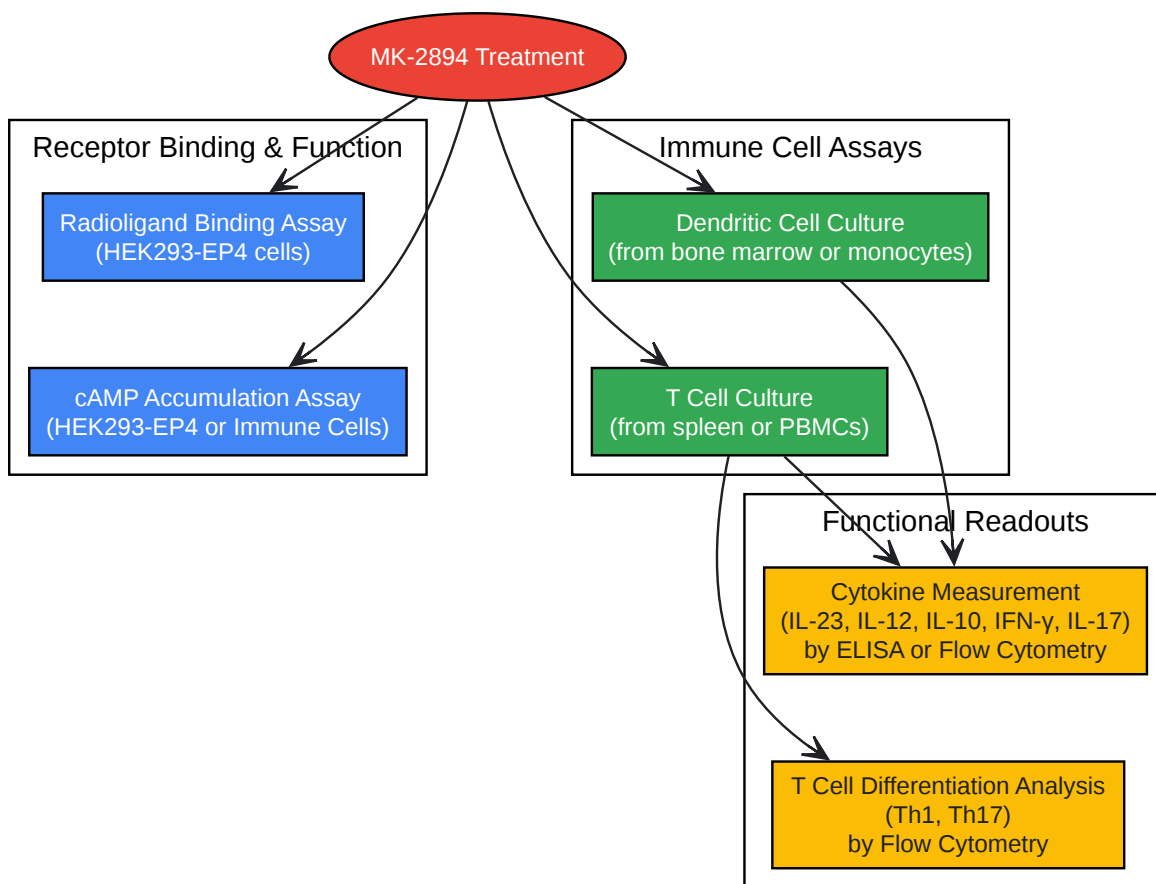 MK-2894 Treatment
Receptor Binding & Function
Radioligand Binding Assay
(HEK293-EP4 cells)
cAMP Accumulation Assay
(HEK293-EP4 or Immune Cells)
Immune Cell Assays
Dendritic Cell Culture
(from bone marrow or monocytes)
T Cell Culture
(from spleen or PBMCs)
Functional Readouts
Cytokine Measurement
(IL-23, IL-12, IL-10, IFN-γ, IL-17)
by ELISA or Flow Cytometry
T Cell Differentiation Analysis
(Th1, Th17)
by Flow Cytometry